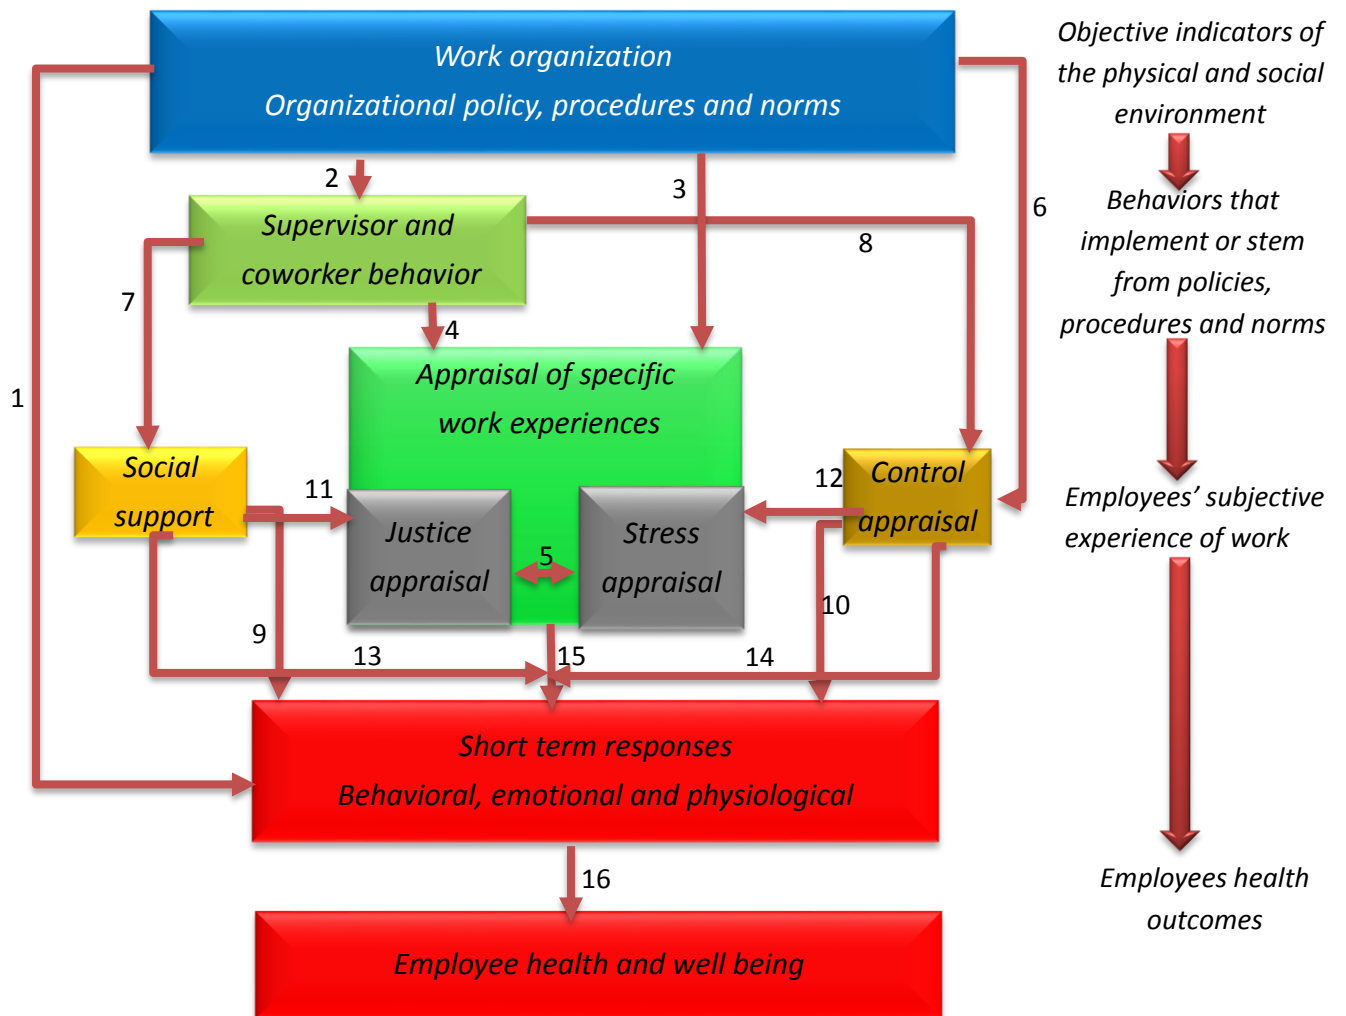 Work organization
Organizational policy, procedures and norms
Objective indicators of
the physical and social
environment
2
3
6
Supervisor and
coworker behavior
8
Behaviors that
implement or stem
from policies,
procedures and norms
7
4
1
Appraisal of specific
work experiences
Social
support
11
12
Control
appraisal
Employees’ subjective
experience of work
Justice
appraisal
5
Stress
appraisal
9
10
13
15
14
Short term responses
Behavioral, emotional and physiological
16
Employees health
outcomes
Employee health and well being